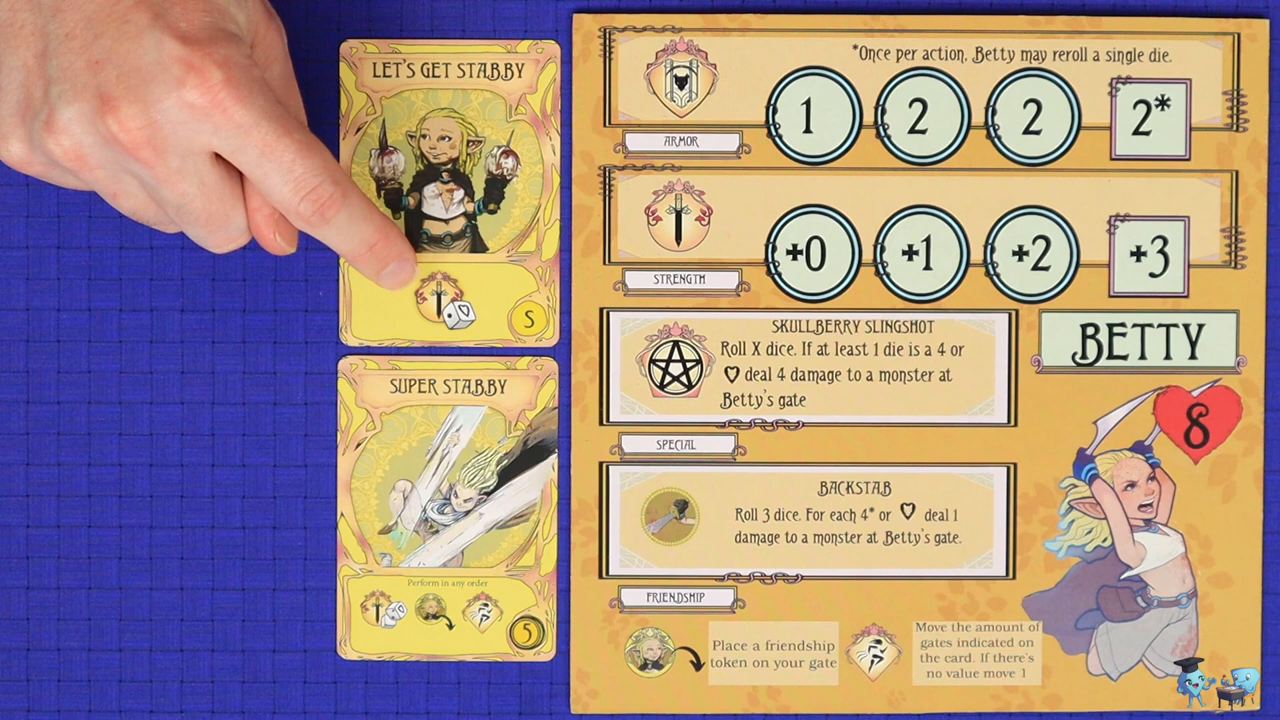 LET'S GET STABBY
5
SUPER STABBY
Perform in any order
5
*Once per action, Betty may reroll a single die.
1 2 2 2*
ARMOR
+0 +1 +2 +3
STRENGTH
SKULLBERRY SLINGSHOT
Roll X dice. If at least 1 die is a 4 or
♡ deal 4 damage to a monster at
Betty's gate
SPECIAL
BETTY
8
BACKSTAB
Roll 3 dice. For each 4* or ♡ deal 1
damage to a monster at Betty's gate.
FRIENDSHIP
Place a friendship
token on your gate
Move the amount of
gates indicated on
the card. If there's
no value move 1